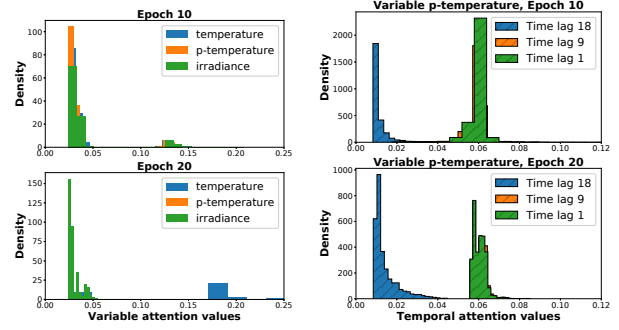 Epoch 10
Density
100
80
60
40
20
0
0.00 0.05 0.10 0.15 0.20 0.25
temperature
p-temperature
irradiance
Variable p-temperature, Epoch 10
Density
2000
1500
1000
500
0
0.00 0.02 0.04 0.06 0.08 0.10 0.12
Time lag 18
Time lag 9
Time lag 1
Epoch 20
Density
150
125
100
75
50
25
0
0.00 0.05 0.10 0.15 0.20 0.25
temperature
p-temperature
irradiance
Variable attention values
Variable p-temperature, Epoch 20
Density
1000
800
600
400
200
0
0.00 0.02 0.04 0.06 0.08 0.10 0.12
Time lag 18
Time lag 9
Time lag 1
Temporal attention values